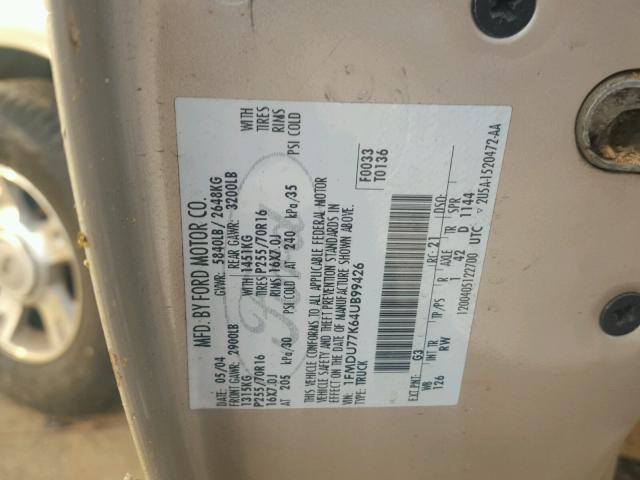 MFD. BY FORD MOTOR CO.
05/04 GVWR: 5840LB / 2648KG
FRONT GAWR: 2900LB REAR GAWR: 3200LB
1315KG WITH 1451KG WITH
P255/70R16 TIRES P255/70R16 TIRES
16X7.0J RIMS 16X7.0J RIMS
AT 205 kPa/30 PSI COLD AT 240 kPa/35 PSI COLD
THIS VEHICLE CONFORMS TO ALL APPLICABLE FEDERAL MOTOR
VEHICLE SAFETY AND THEFT PREVENTION STANDARDS IN
EFFECT ON THE DATE OF MANUFACTURE SHOWN ABOVE.
VIN: 1FMDU77K64UB99426
TYPE: TRUCK
F0033
T0136
EXT PNT: G3 RC: 21 DSO:
WB INT TR TP/PS R AXLE TR SPR
126 RW R 1 42 D 1144
1200405122700 UTC 2U5A-1520472-AA
Ford